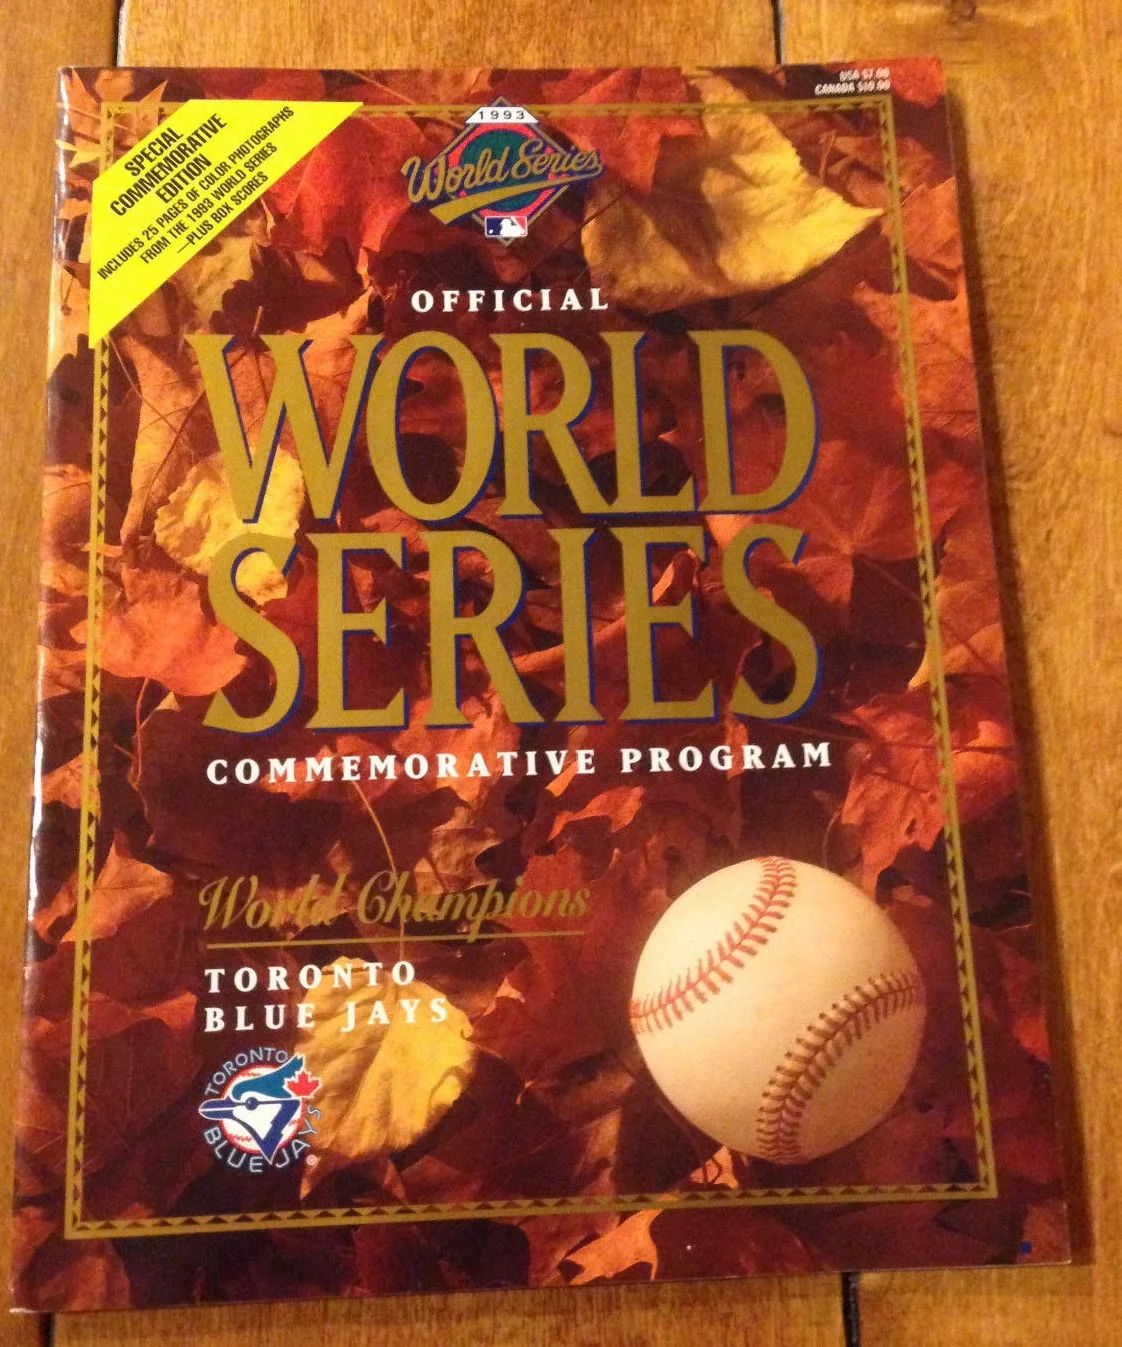 USA $7.00
CANADA $10.00
SPECIAL
COMMEMORATIVE
EDITION
INCLUDES 25 PAGES OF COLOR PHOTOGRAPHS
FROM THE 1993 WORLD SERIES
—PLUS BOX SCORES
1993
World Series
OFFICIAL
WORLD
SERIES
COMMEMORATIVE PROGRAM
World Champions
TORONTO
BLUE JAYS
TORONTO
BLUE JAYS